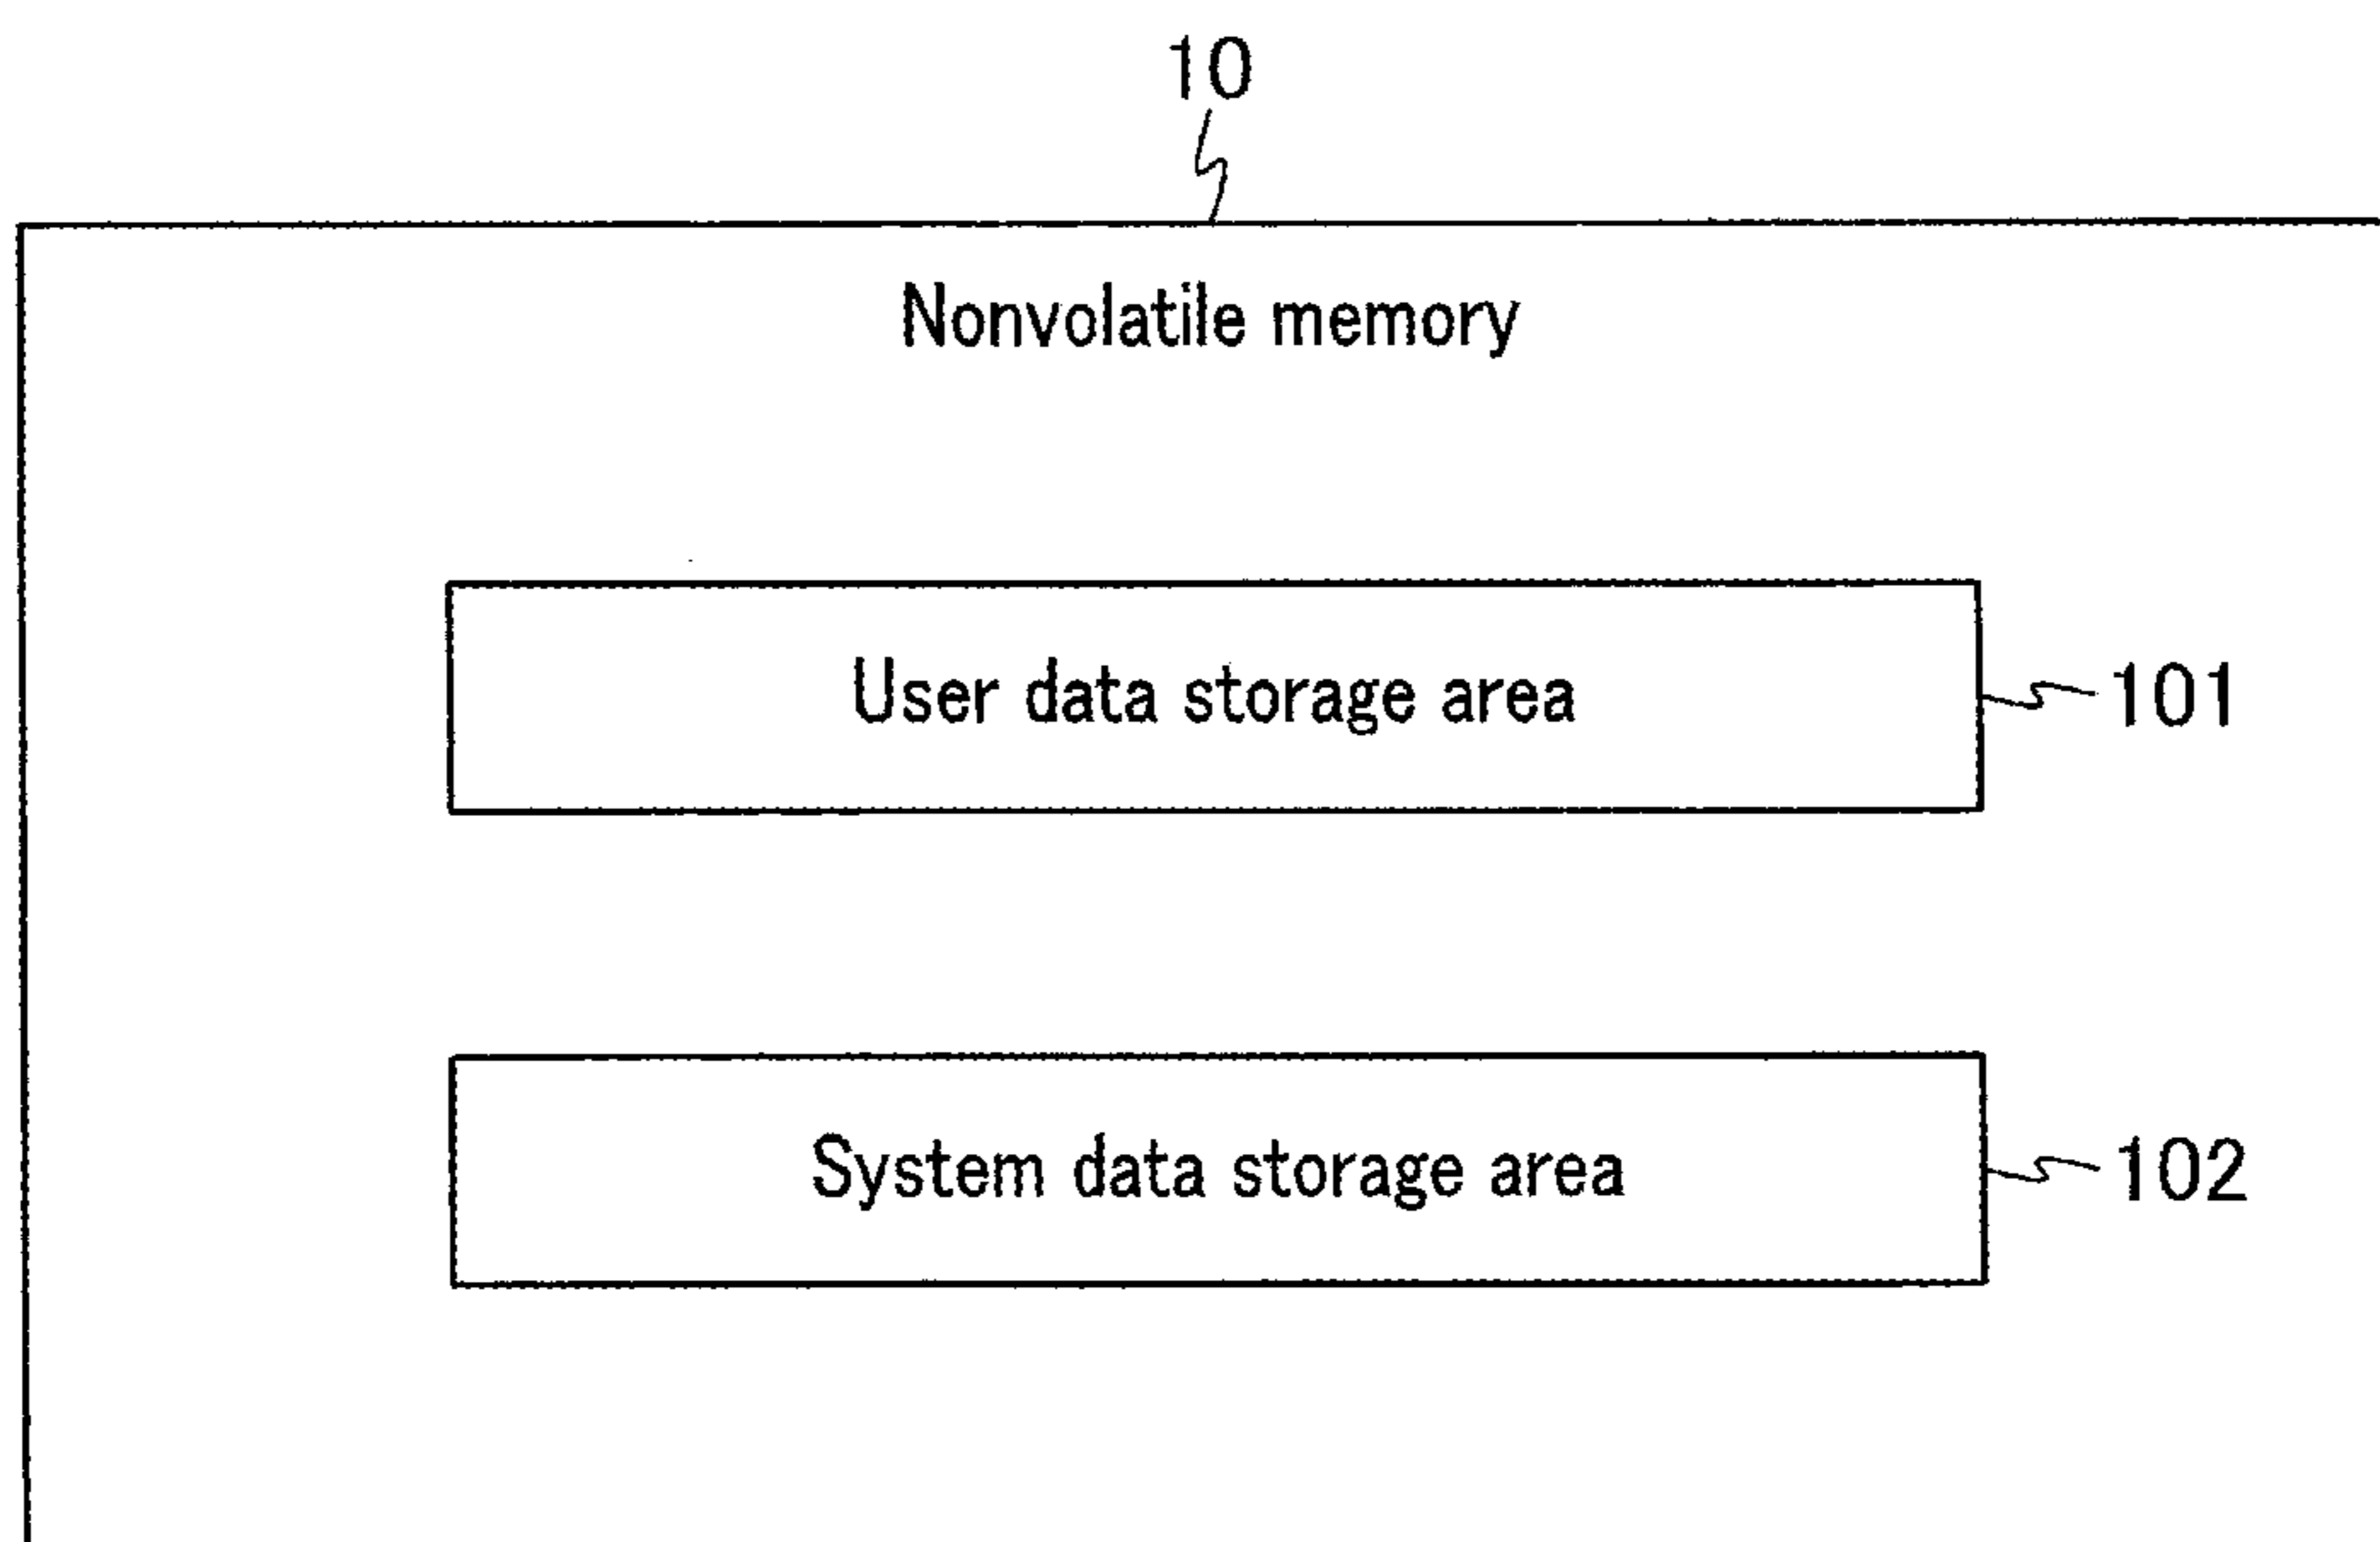 10
Nonvolatile memory
User data storage area
101
System data storage area
102